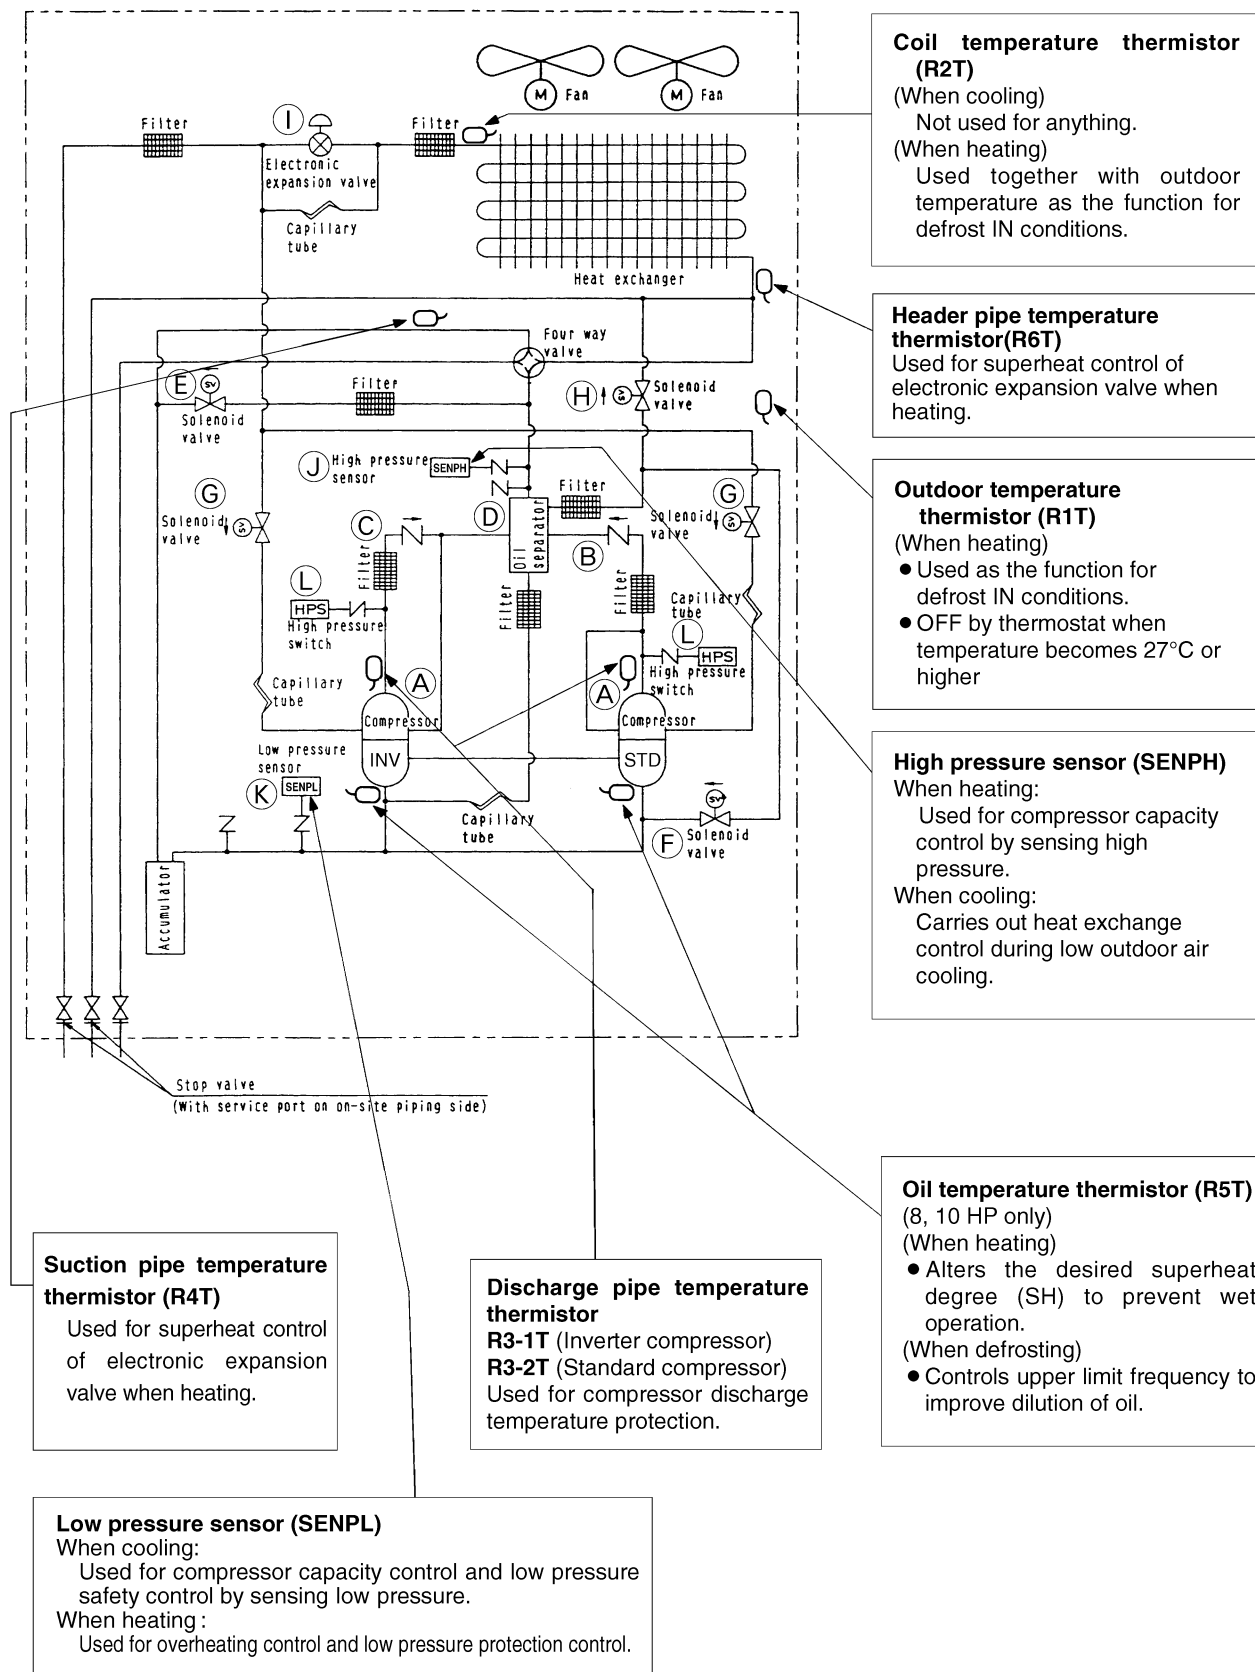 M Fan
M Fan
I
Filter
Filter
Electronic
expansion valve
Capillary
tube
Heat exchanger
Four way
valve
E
SV
Filter
Solenoid
valve
H
SV
Solenoid
valve
J
High pressure
sensor
SENPH
G
Solenoid
valve
SV
C
D
Filter
G
Solenoid
valve
SV
Oil separator
B
Filter
L
HPS
High pressure
switch
Filter
Filter
Capillary
tube
L
HPS
High pressure
switch
A
A
Capillary
tube
Compressor
INV
Compressor
STD
Low pressure
sensor
K
SENPL
Capillary
tube
SV
F
Solenoid
valve
Accumulator
Stop valve
(With service port on on-site piping side)
Coil temperature thermistor
(R2T)
(When cooling)
Not used for anything.
(When heating)
Used together with outdoor
temperature as the function for
defrost IN conditions.
Header pipe temperature
thermistor(R6T)
Used for superheat control of
electronic expansion valve when
heating.
Outdoor temperature
thermistor (R1T)
(When heating)
● Used as the function for
defrost IN conditions.
● OFF by thermostat when
temperature becomes 27°C or
higher
High pressure sensor (SENPH)
When heating:
Used for compressor capacity
control by sensing high
pressure.
When cooling:
Carries out heat exchange
control during low outdoor air
cooling.
Oil temperature thermistor (R5T)
(8, 10 HP only)
(When heating)
● Alters the desired superheat
degree (SH) to prevent wet
operation.
(When defrosting)
● Controls upper limit frequency to
improve dilution of oil.
Suction pipe temperature
thermistor (R4T)
Used for superheat control
of electronic expansion
valve when heating.
Discharge pipe temperature
thermistor
R3-1T (Inverter compressor)
R3-2T (Standard compressor)
Used for compressor discharge
temperature protection.
Low pressure sensor (SENPL)
When cooling:
Used for compressor capacity control and low pressure
safety control by sensing low pressure.
When heating :
Used for overheating control and low pressure protection control.